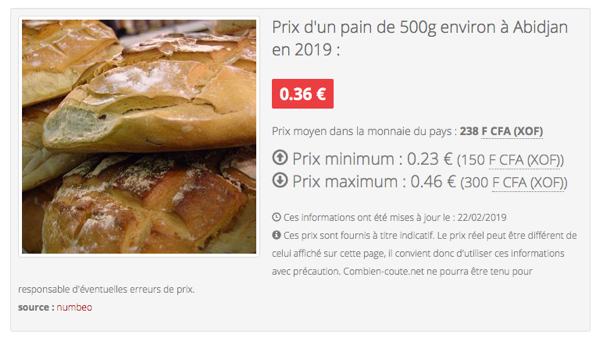 Prix d'un pain de 500g environ à Abidjan
en 2019 :
0.36 €
Prix moyen dans la monnaie du pays : 238 F CFA (XOF)
Prix minimum : 0.23 € (150 F CFA (XOF))
Prix maximum : 0.46 € (300 F CFA (XOF))
Ces informations ont été mises à jour le : 22/02/2019
Ces prix sont fournis à titre indicatif. Le prix réel peut être différent de
celui affiché sur cette page, il convient donc d'utiliser ces informations
avec précaution. Combien-coute.net ne pourra être tenu pour
responsable d'éventuelles erreurs de prix.
source : numbeo